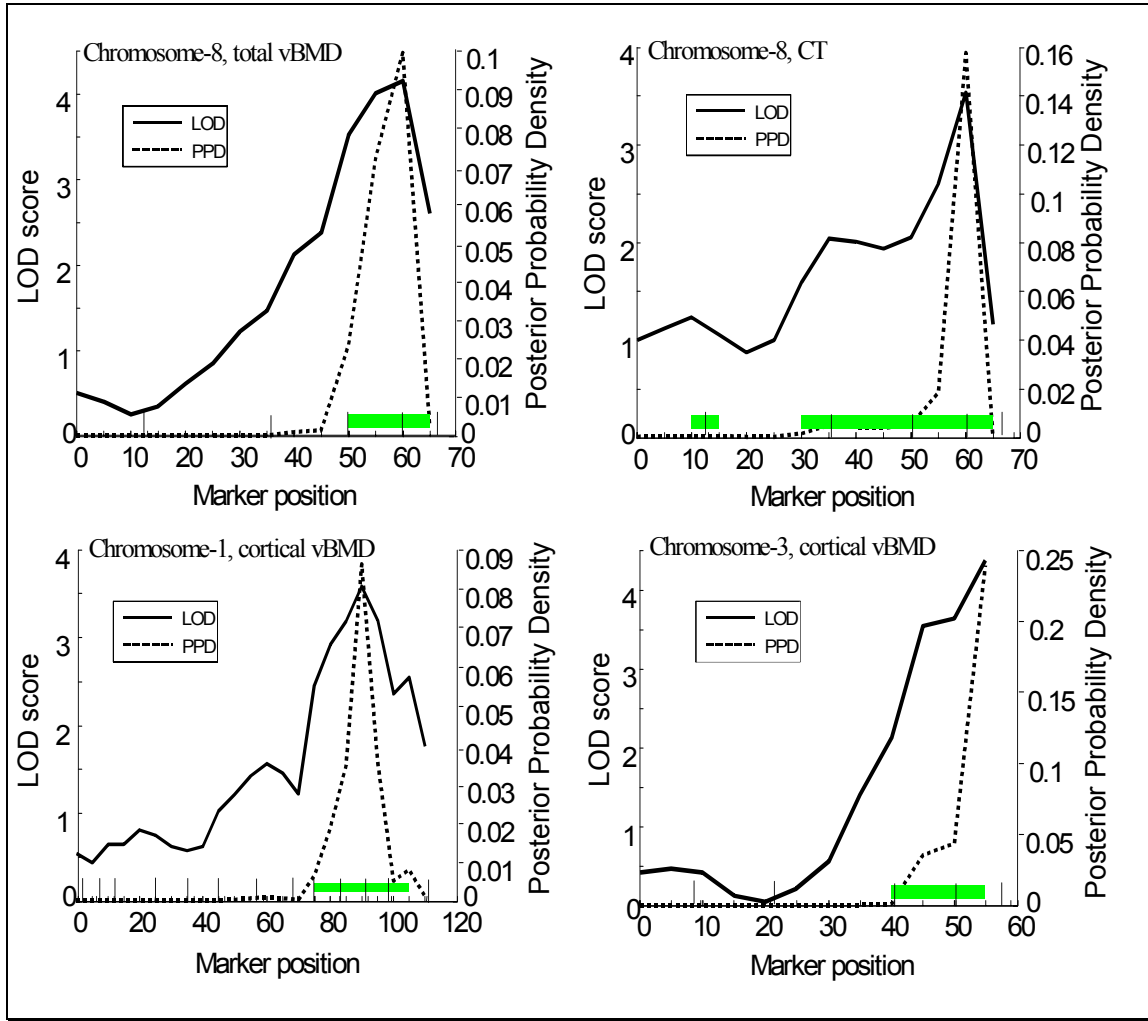 Chromosome-8, total vBMD
LOD
PPD
LOD score
4
3
2
1
0
0.1
0.09
0.08
0.07
0.06
0.05
0.04
0.03
0.02
0.01
0
Posterior Probability Density
0 10 20 30 40 50 60 70
Marker position
Chromosome-8, CT
LOD
PPD
LOD score
4
3
2
1
0
0.16
0.14
0.12
0.1
0.08
0.06
0.04
0.02
0
Posterior Probability Density
0 10 20 30 40 50 60 70
Marker position
Chromosome-1, cortical vBMD
LOD
PPD
LOD score
4
3
2
1
0
0.09
0.08
0.07
0.06
0.05
0.04
0.03
0.02
0.01
0
Posterior Probability Density
0 20 40 60 80 100 120
Marker position
Chromosome-3, cortical vBMD
LOD
PPD
LOD score
4
3
2
1
0
0.25
0.2
0.15
0.1
0.05
0
Posterior Probability Density
0 10 20 30 40 50 60
Marker position